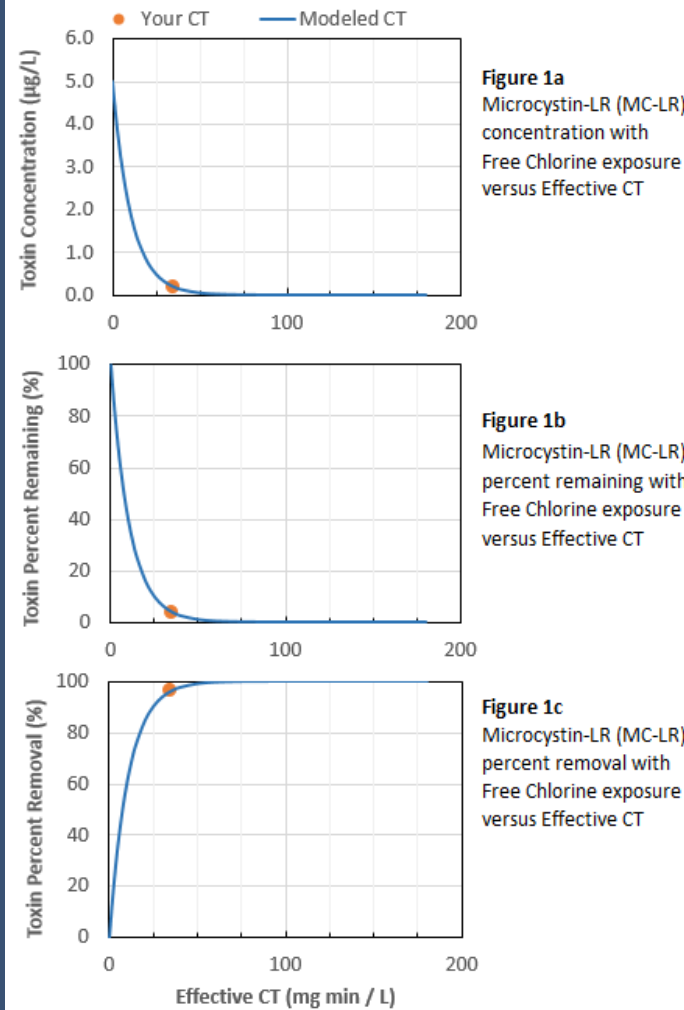 Your CT
Modeled CT
Toxin Concentration (µg/L)
6.0
5.0
4.0
3.0
2.0
1.0
0.0
0
100
200
Figure 1a
Microcystin-LR (MC-LR)
concentration with
Free Chlorine exposure
versus Effective CT
Toxin Percent Remaining (%)
100
80
60
40
20
0
0
100
200
Figure 1b
Microcystin-LR (MC-LR)
percent remaining with
Free Chlorine exposure
versus Effective CT
Toxin Percent Removal (%)
100
80
60
40
20
0
0
100
200
Effective CT (mg min / L)
Figure 1c
Microcystin-LR (MC-LR)
percent removal with
Free Chlorine exposure
versus Effective CT